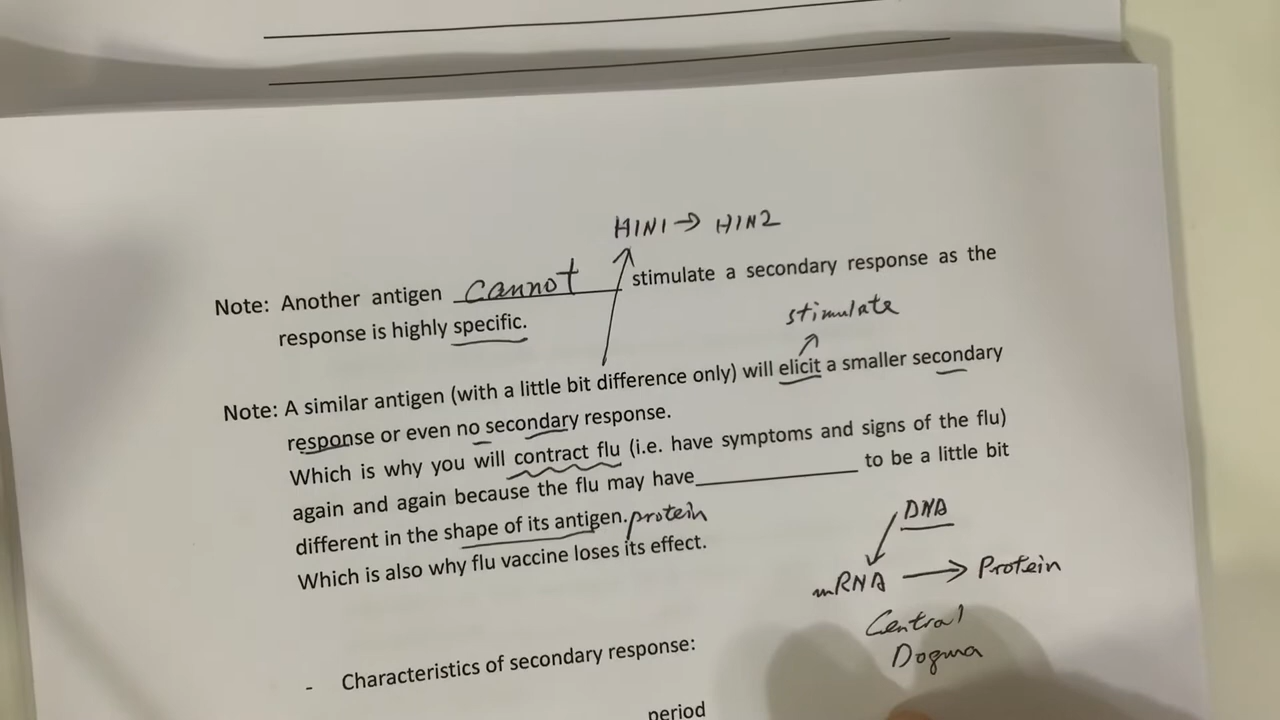 H1N1 → H1N2
Note: Another antigen cannot stimulate a secondary response as the
response is highly specific.
stimulate
Note: A similar antigen (with a little bit difference only) will elicit a smaller secondary
response or even no secondary response.
Which is why you will contract flu (i.e. have symptoms and signs of the flu)
again and again because the flu may have____________ to be a little bit
different in the shape of its antigen. protein
Which is also why flu vaccine loses its effect.
DNA
mRNA → Protein
Central
Dogma
- Characteristics of secondary response:
period